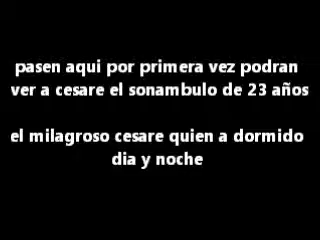 pasen aqui por primera vez podran
ver a cesare el sonambulo de 23 años
el milagroso cesare quien a dormido
dia y noche